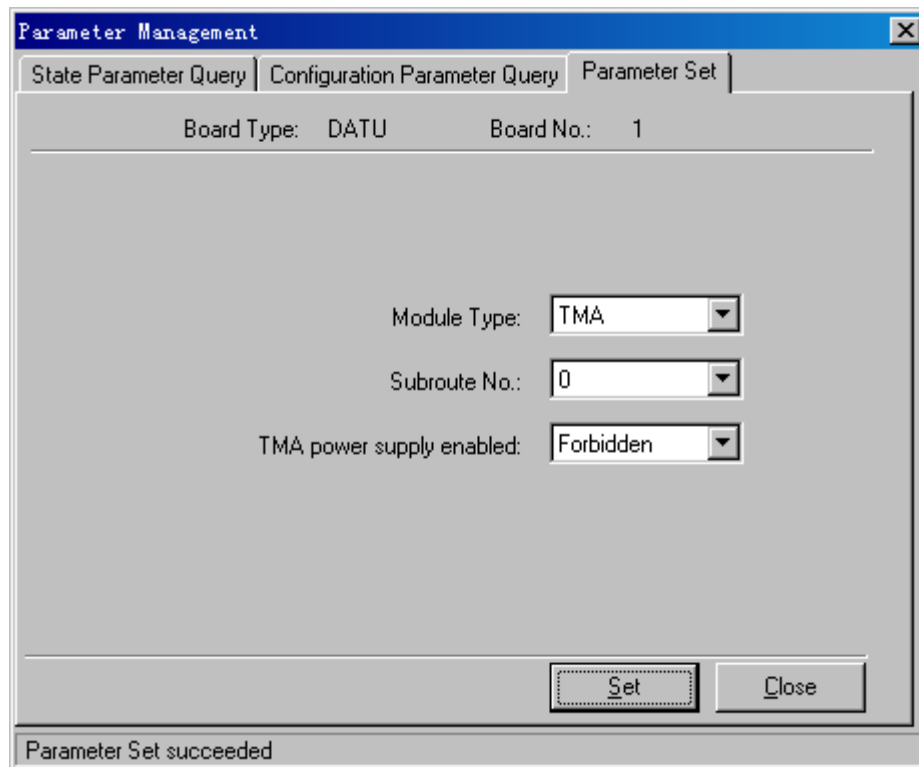 Parameter Management
State Parameter Query Configuration Parameter Query Parameter Set
Board Type: DATU Board No.: 1
Module Type: TMA
Subroute No.: 0
TMA power supply enabled: Forbidden
Set Close
Parameter Set succeeded